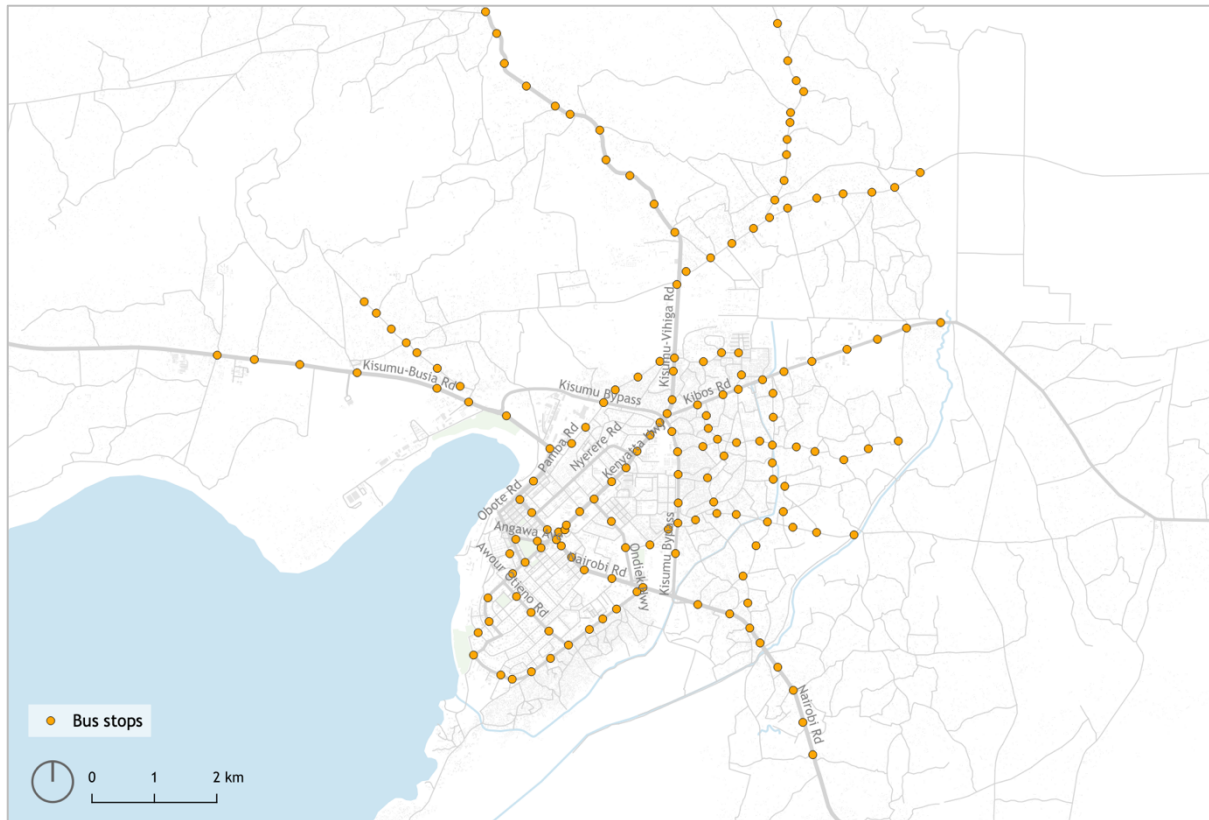 Kisumu-Vihiga Rd
Kisumu-Busia Rd
Kisumu Bypass
Kibos Rd
Pamba Rd
Nyerere Rd
Kenyatta Hwy
Obote Rd
Angawa Ave
Awour Otieno Rd
Nairobi Rd
Ondiek Hwy
Kisumu Bypass
Nairobi Rd
Bus stops
0 1 2 km